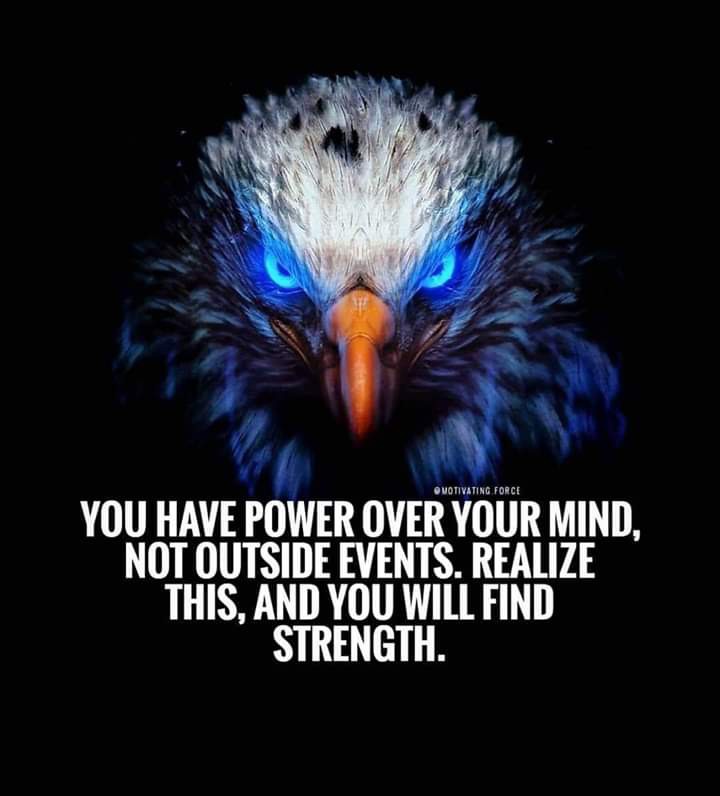 @MOTIVATING.FORCE
YOU HAVE POWER OVER YOUR MIND,
NOT OUTSIDE EVENTS. REALIZE
THIS, AND YOU WILL FIND
STRENGTH.